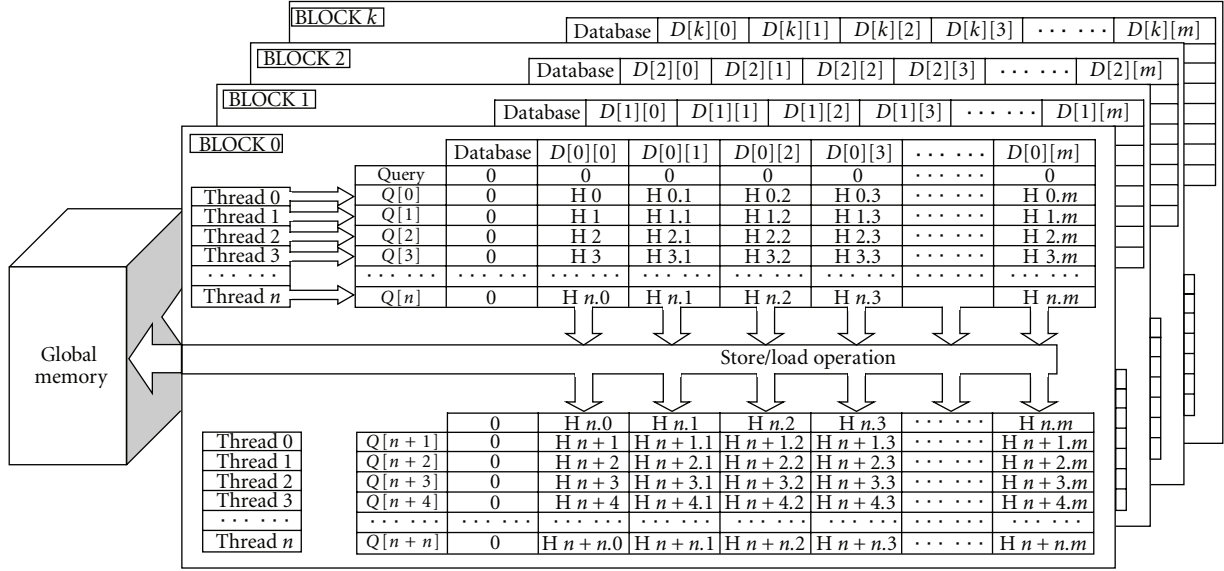 BLOCK k
Database D[k][0] D[k][1] D[k][2] D[k][3] · · · · · · D[k][m]
BLOCK 2
Database D[2][0] D[2][1] D[2][2] D[2][3] · · · · · · D[2][m]
BLOCK 1
Database D[1][0] D[1][1] D[1][2] D[1][3] · · · · · · D[1][m]
BLOCK 0
Database D[0][0] D[0][1] D[0][2] D[0][3] · · · · · · D[0][m]
Query 0 0 0 0 0 · · · · · · 0
Thread 0 Q[0] 0 H 0 H 0.1 H 0.2 H 0.3 · · · · · · H 0.m
Thread 1 Q[1] 0 H 1 H 1.1 H 1.2 H 1.3 · · · · · · H 1.m
Thread 2 Q[2] 0 H 2 H 2.1 H 2.2 H 2.3 · · · · · · H 2.m
Thread 3 Q[3] 0 H 3 H 3.1 H 3.2 H 3.3 · · · · · · H 3.m
· · · · · · · · · · · · · · · · · · · · · · · · · · · · · · · · · · · · · · · · · · · · · · · ·
Thread n Q[n] 0 H n.0 H n.1 H n.2 H n.3 H n.m
Global
memory
Store/load operation
0 H n.0 H n.1 H n.2 H n.3 · · · · · · H n.m
Thread 0 Q[n + 1] 0 H n + 1 H n + 1.1 H n + 1.2 H n + 1.3 · · · · · · H n + 1.m
Thread 1 Q[n + 2] 0 H n + 2 H n + 2.1 H n + 2.2 H n + 2.3 · · · · · · H n + 2.m
Thread 2 Q[n + 3] 0 H n + 3 H n + 3.1 H n + 3.2 H n + 3.3 · · · · · · H n + 3.m
Thread 3 Q[n + 4] 0 H n + 4 H n + 4.2 H n + 4.2 H n + 4.3 · · · · · · H n + 4.m
· · · · · · · · · · · · · · · · · · · · · · · · · · · · · · · · · · · · · · · · · · · · · · · · · · · · · ·
Thread n Q[n + n] 0 H n + n.0 H n + n.1 H n + n.2 H n + n.3 · · · · · · H n + n.m